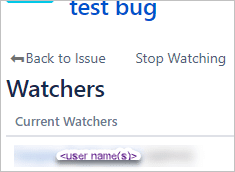 test bug
Back to Issue Stop Watching
Watchers
Current Watchers
<user name(s)>